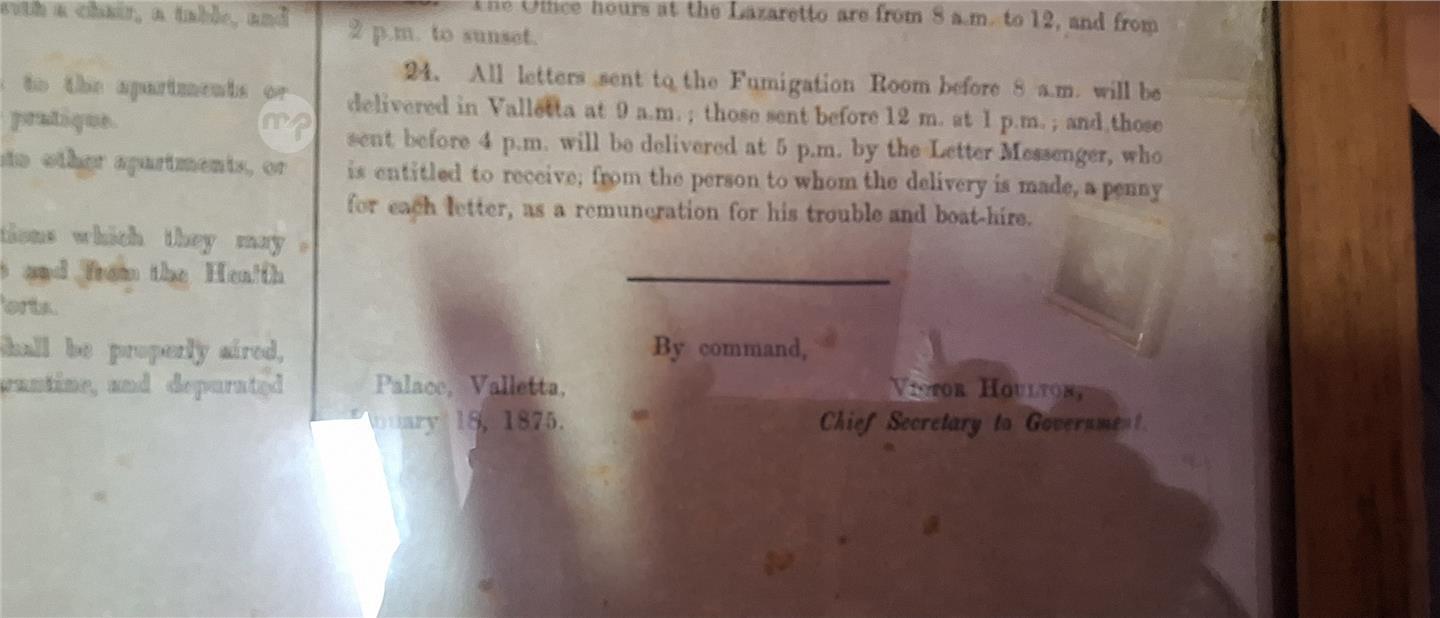 with a chair, a table, and
to the apartments or
pratique.
to other apartments, or
which they may
and from the Health
shall be properly aired,
and depurated
The Office hours at the Lazaretto are from 8 a.m. to 12, and from
2 p.m. to sunset.
24. All letters sent to the Fumigation Room before 8 a.m. will be
delivered in Valletta at 9 a.m.; those sent before 12 m. at 1 p.m.; and those
sent before 4 p.m. will be delivered at 5 p.m. by the Letter Messenger, who
is entitled to receive, from the person to whom the delivery is made, a penny
for each letter, as a remuneration for his trouble and boat-hire.
By command,
Palace, Valletta,
18, 1875.
VICTOR HOULTON,
Chief Secretary to Government.
mp